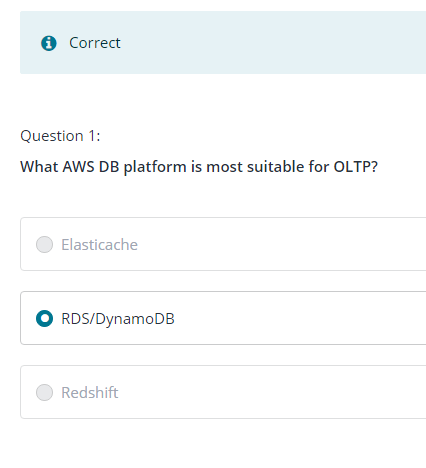 Correct
Question 1:
What AWS DB platform is most suitable for OLTP?
Elasticache
RDS/DynamoDB
Redshift